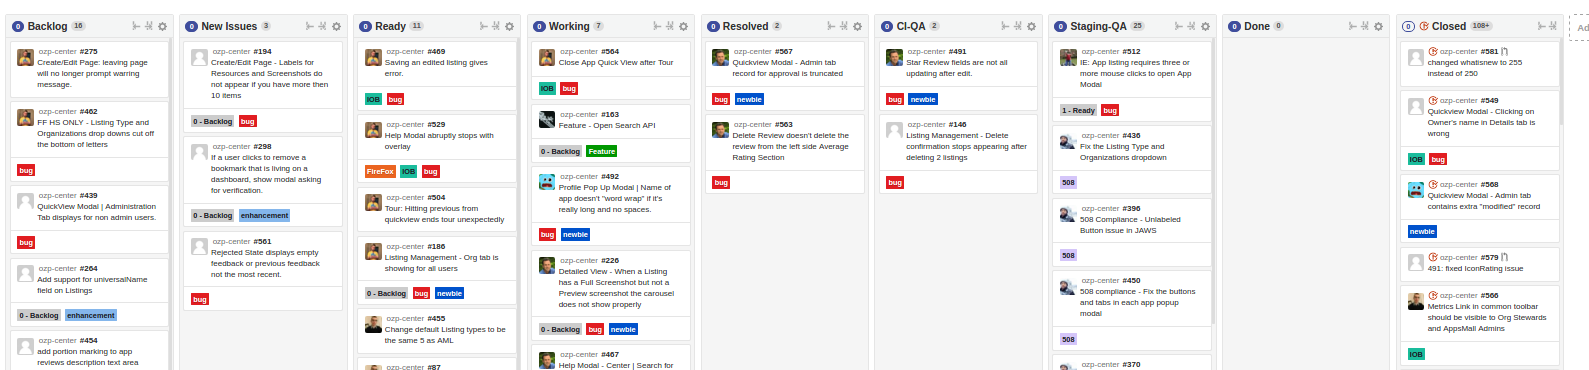 0 Backlog 16
ozp-center #275
Create/Edit Page: leaving page
will no longer prompt warring
message.
ozp-center #462
FF HS ONLY - Listing Type and
Organizations drop downs cut off
the bottom of letters
bug
ozp-center #439
QuickView Modal | Administration
Tab displays for non admin users.
bug
ozp-center #264
Add support for universalName
field on Listings
0 - Backlog enhancement
ozp-center #454
add portion marking to app
reviews description text area
0 New Issues 3
ozp-center #194
Create/Edit Page - Labels for
Resources and Screenshots do
not appear if you have more then
10 items
0 - Backlog bug
ozp-center #298
If a user clicks to remove a
bookmark that is living on a
dashboard, show modal asking
for verification.
0 - Backlog enhancement
ozp-center #561
Rejected State displays empty
feedback or previous feedback
not the most recent.
bug
0 Ready 11
ozp-center #469
Saving an edited listing gives
error.
IOB bug
ozp-center #529
Help Modal abruptly stops with
overlay
FireFox IOB bug
ozp-center #504
Tour: Hitting previous from
quickview ends tour unexpectedly
ozp-center #186
Listing Management - Org tab is
showing for all users
0 - Backlog bug newbie
ozp-center #455
Change default Listing types to be
the same 5 as AML
ozp-center #87
0 Working 7
ozp-center #564
Close App Quick View after Tour
IOB bug
ozp-center #163
Feature - Open Search API
0 - Backlog Feature
ozp-center #492
Profile Pop Up Modal | Name of
app doesn't "word wrap" if it's
really long and no spaces.
bug newbie
ozp-center #226
Detailed View - When a Listing
has a Full Screenshot but not a
Preview screenshot the carousel
does not show properly
0 - Backlog bug newbie
ozp-center #467
Help Modal - Center | Search for
0 Resolved 2
ozp-center #567
Quickview Modal - Admin tab
record for approval is truncated
bug newbie
ozp-center #563
Delete Review doesn't delete the
review from the left side Average
Rating Section
bug
0 CI-QA 2
ozp-center #491
Star Review fields are not all
updating after edit.
bug newbie
ozp-center #146
Listing Management - Delete
confirmation stops appearing after
deleting 2 listings
bug
0 Staging-QA 25
ozp-center #512
IE: App listing requires three or
more mouse clicks to open App
Modal
1 - Ready bug
ozp-center #436
Fix the Listing Type and
Organizations dropdown
508
ozp-center #396
508 Compliance - Unlabeled
Button issue in JAWS
508
ozp-center #450
508 compliance - Fix the buttons
and tabs in each app popup
modal
508
ozp-center #370
0 Done 0
0 Closed 108+
ozp-center #581
changed whatisnew to 255
instead of 250
ozp-center #549
Quickview Modal - Clicking on
Owner's name in Details tab is
wrong
IOB bug
ozp-center #568
Quickview Modal - Admin tab
contains extra "modified" record
newbie
ozp-center #579
491: fixed IconRating issue
ozp-center #566
Metrics Link in common toolbar
should be visible to Org Stewards
and AppsMall Admins
IOB
Ad